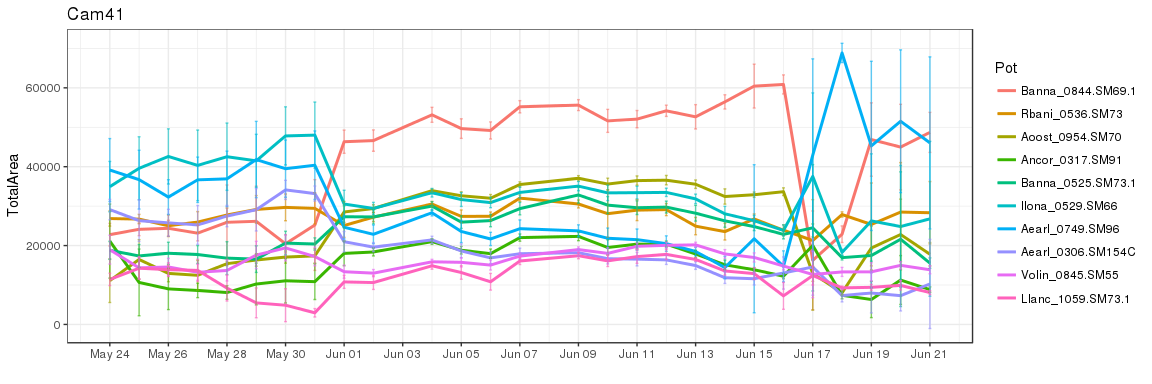 Cam41
TotalArea
60000
40000
20000
0
May 24 May 26 May 28 May 30 Jun 01 Jun 03 Jun 05 Jun 07 Jun 09 Jun 11 Jun 13 Jun 15 Jun 17 Jun 19 Jun 21
Pot
Banna_0844.SM69.1
Rbani_0536.SM73
Aoost_0954.SM70
Ancor_0317.SM91
Banna_0525.SM73.1
Ilona_0529.SM66
Aearl_0749.SM96
Aearl_0306.SM154C
Volin_0845.SM55
Llanc_1059.SM73.1